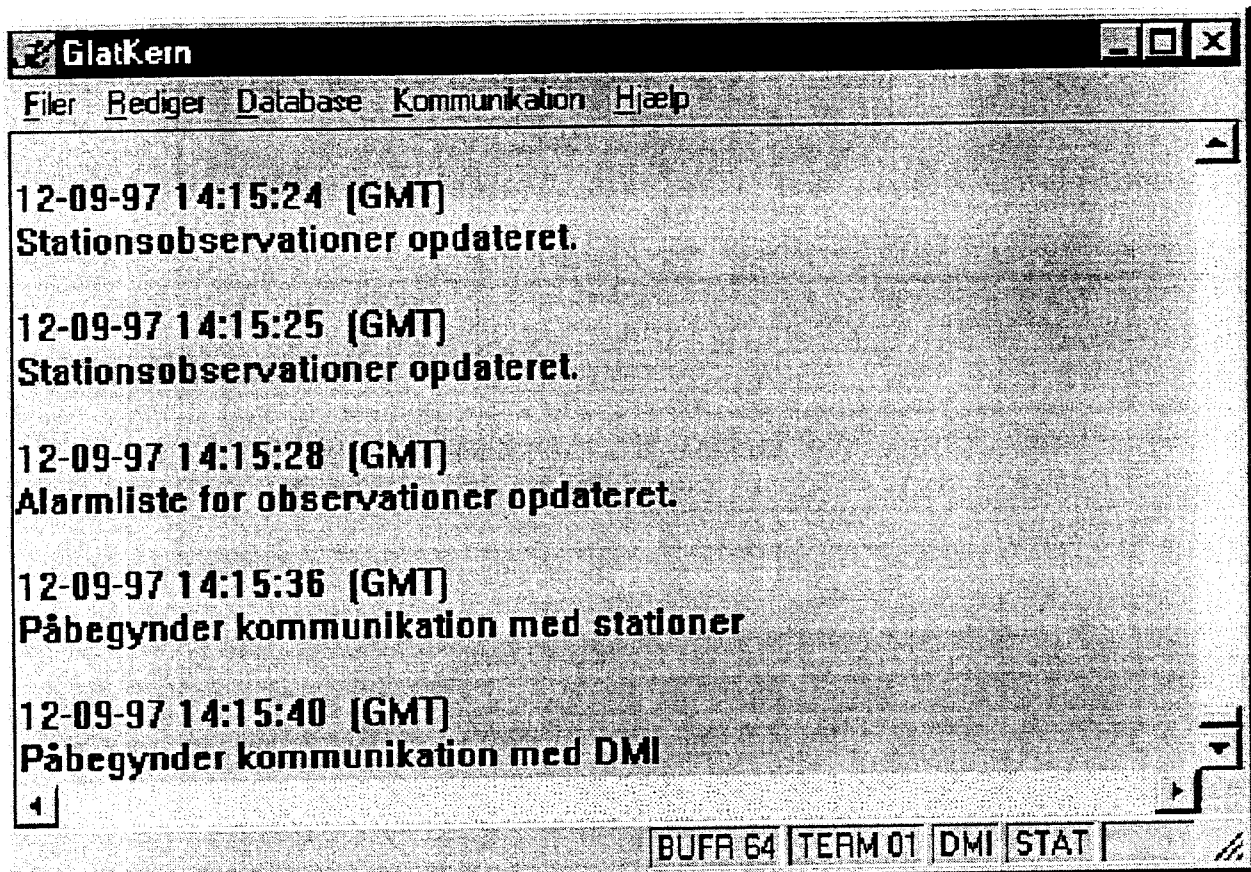 GlatKern
Filer Rediger Database Kommunikation Hjælp
12-09-97 14:15:24 (GMT)
Stationsobservationer opdateret.
12-09-97 14:15:25 (GMT)
Stationsobservationer opdateret.
12-09-97 14:15:28 (GMT)
Alarmliste for observationer opdateret.
12-09-97 14:15:36 (GMT)
Påbegynder kommunikation med stationer
12-09-97 14:15:40 (GMT)
Påbegynder kommunikation med DMI
BUFR 64 TERM 01 DMI STAT